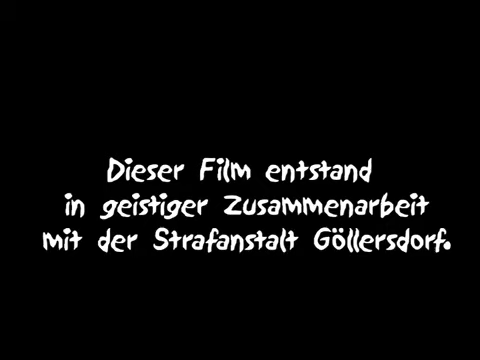 Dieser Film entstand
in geistiger Zusammenarbeit
mit der Strafanstalt Göllersdorf.